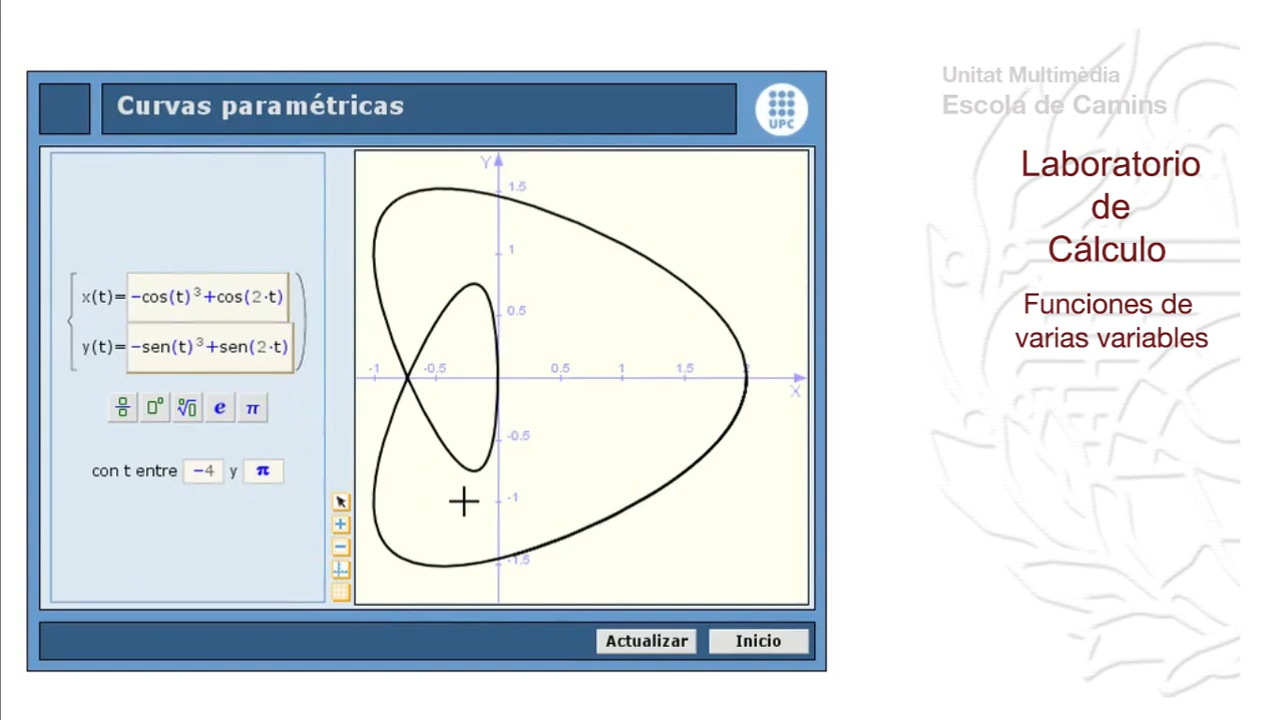 Curvas paramétricas
UPC
x(t)= -cos(t)³+cos(2·t)
y(t)= -sen(t)³+sen(2·t)
e π
con t entre -4 y π
Y
1.5
1
0.5
-1 -0.5 0.5 1 1.5 2
X
-0.5
-1
-1.5
Actualizar Inicio
Unitat Multimèdia
Escola de Camins
Laboratorio
de
Cálculo
Funciones de
varias variables